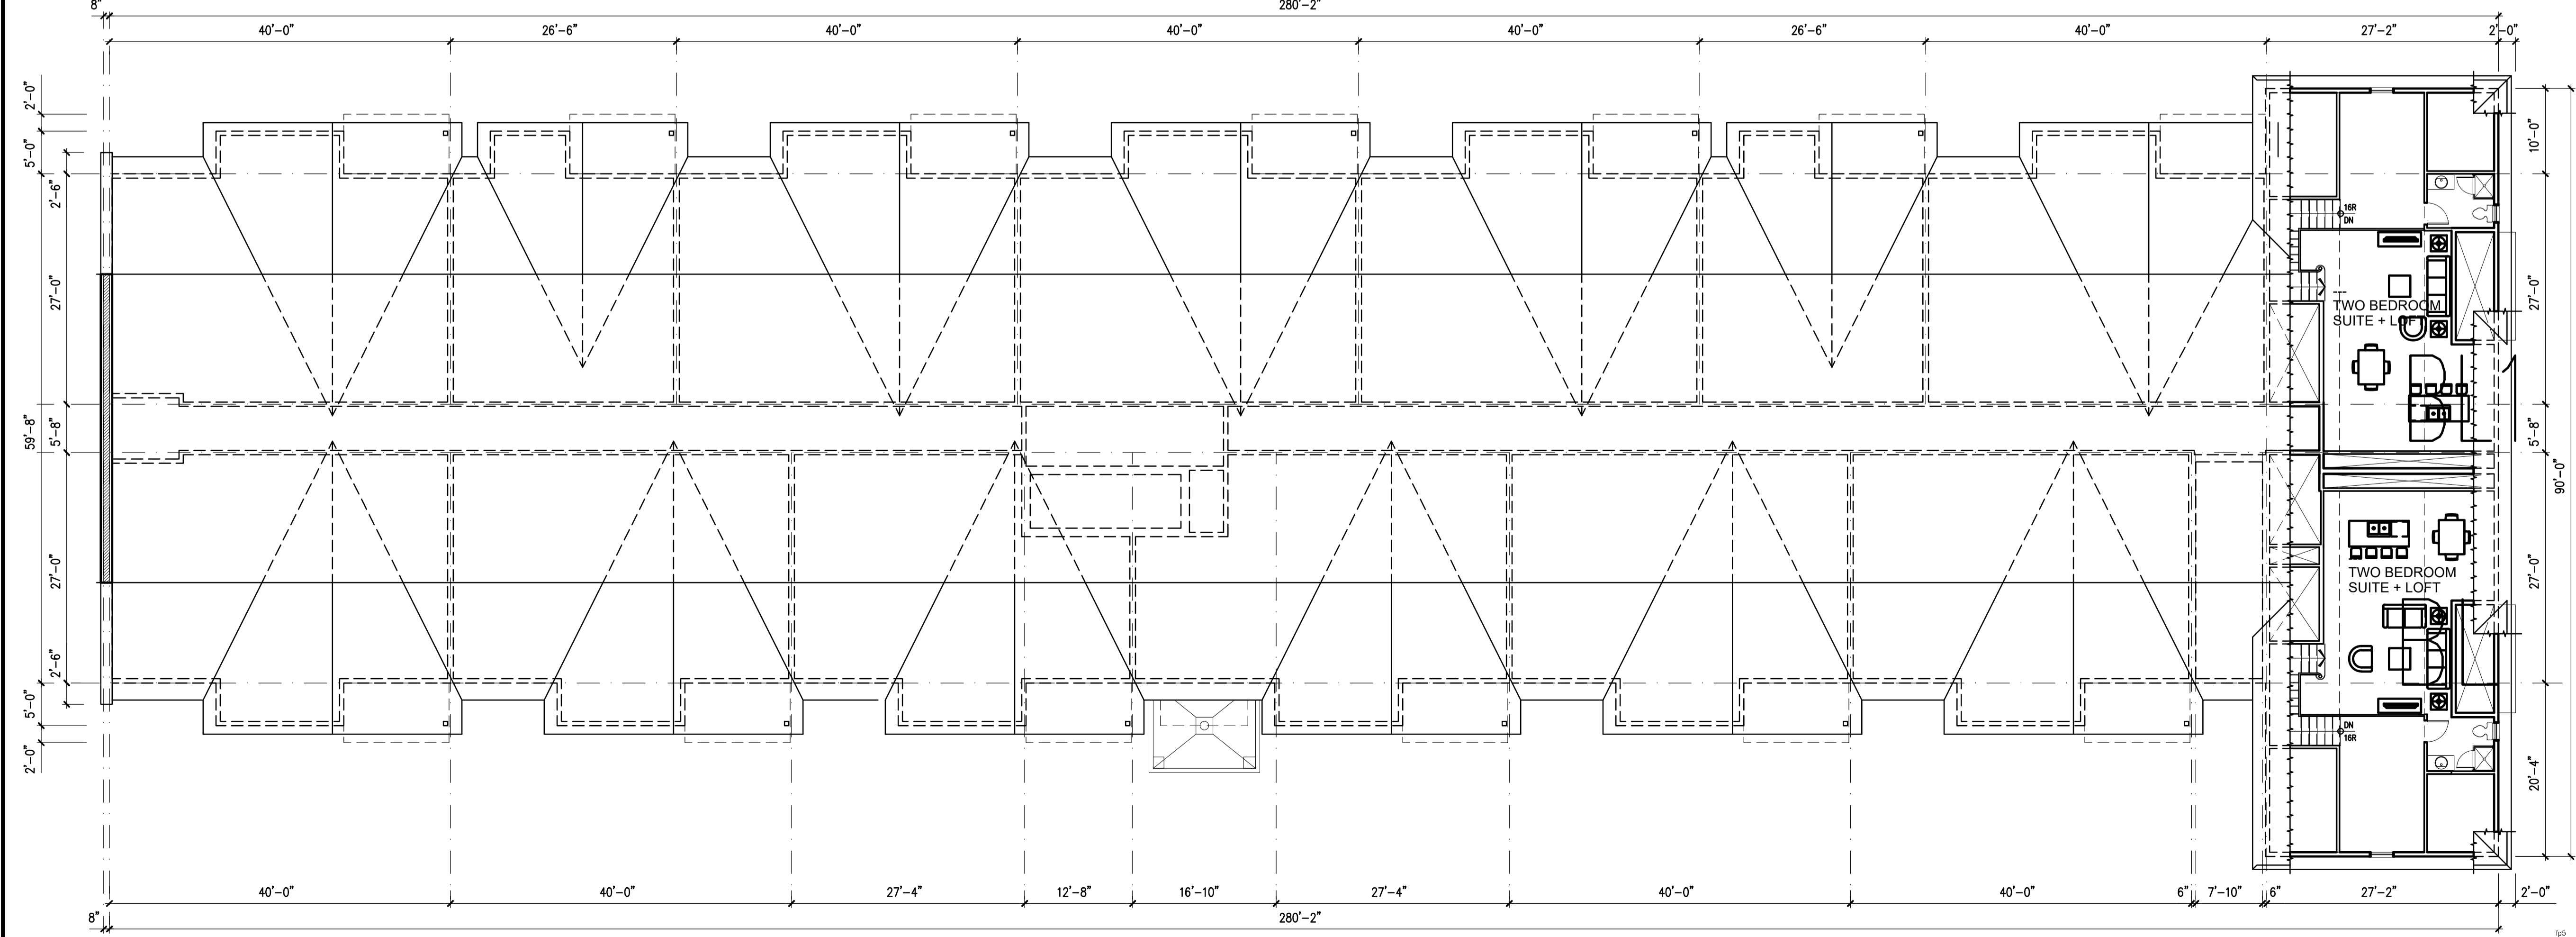 8" 280'-2"
40'-0" 26'-6" 40'-0" 40'-0" 40'-0" 26'-6" 40'-0" 27'-2" 2'-0"
2'-0"
5'-0"
2'-6"
27'-0"
59'-8"
5'-8"
27'-0"
2'-6"
5'-0"
2'-0"
16R
DN
TWO BEDROOM
SUITE + LOFT
TWO BEDROOM
SUITE + LOFT
DN
16R
10'-0"
27'-0"
5'-8"
90'-0"
27'-0"
20'-4"
40'-0" 40'-0" 27'-4" 12'-8" 16'-10" 27'-4" 40'-0" 40'-0" 6" 7'-10" 6" 27'-2" 2'-0"
8" 280'-2"
fp5